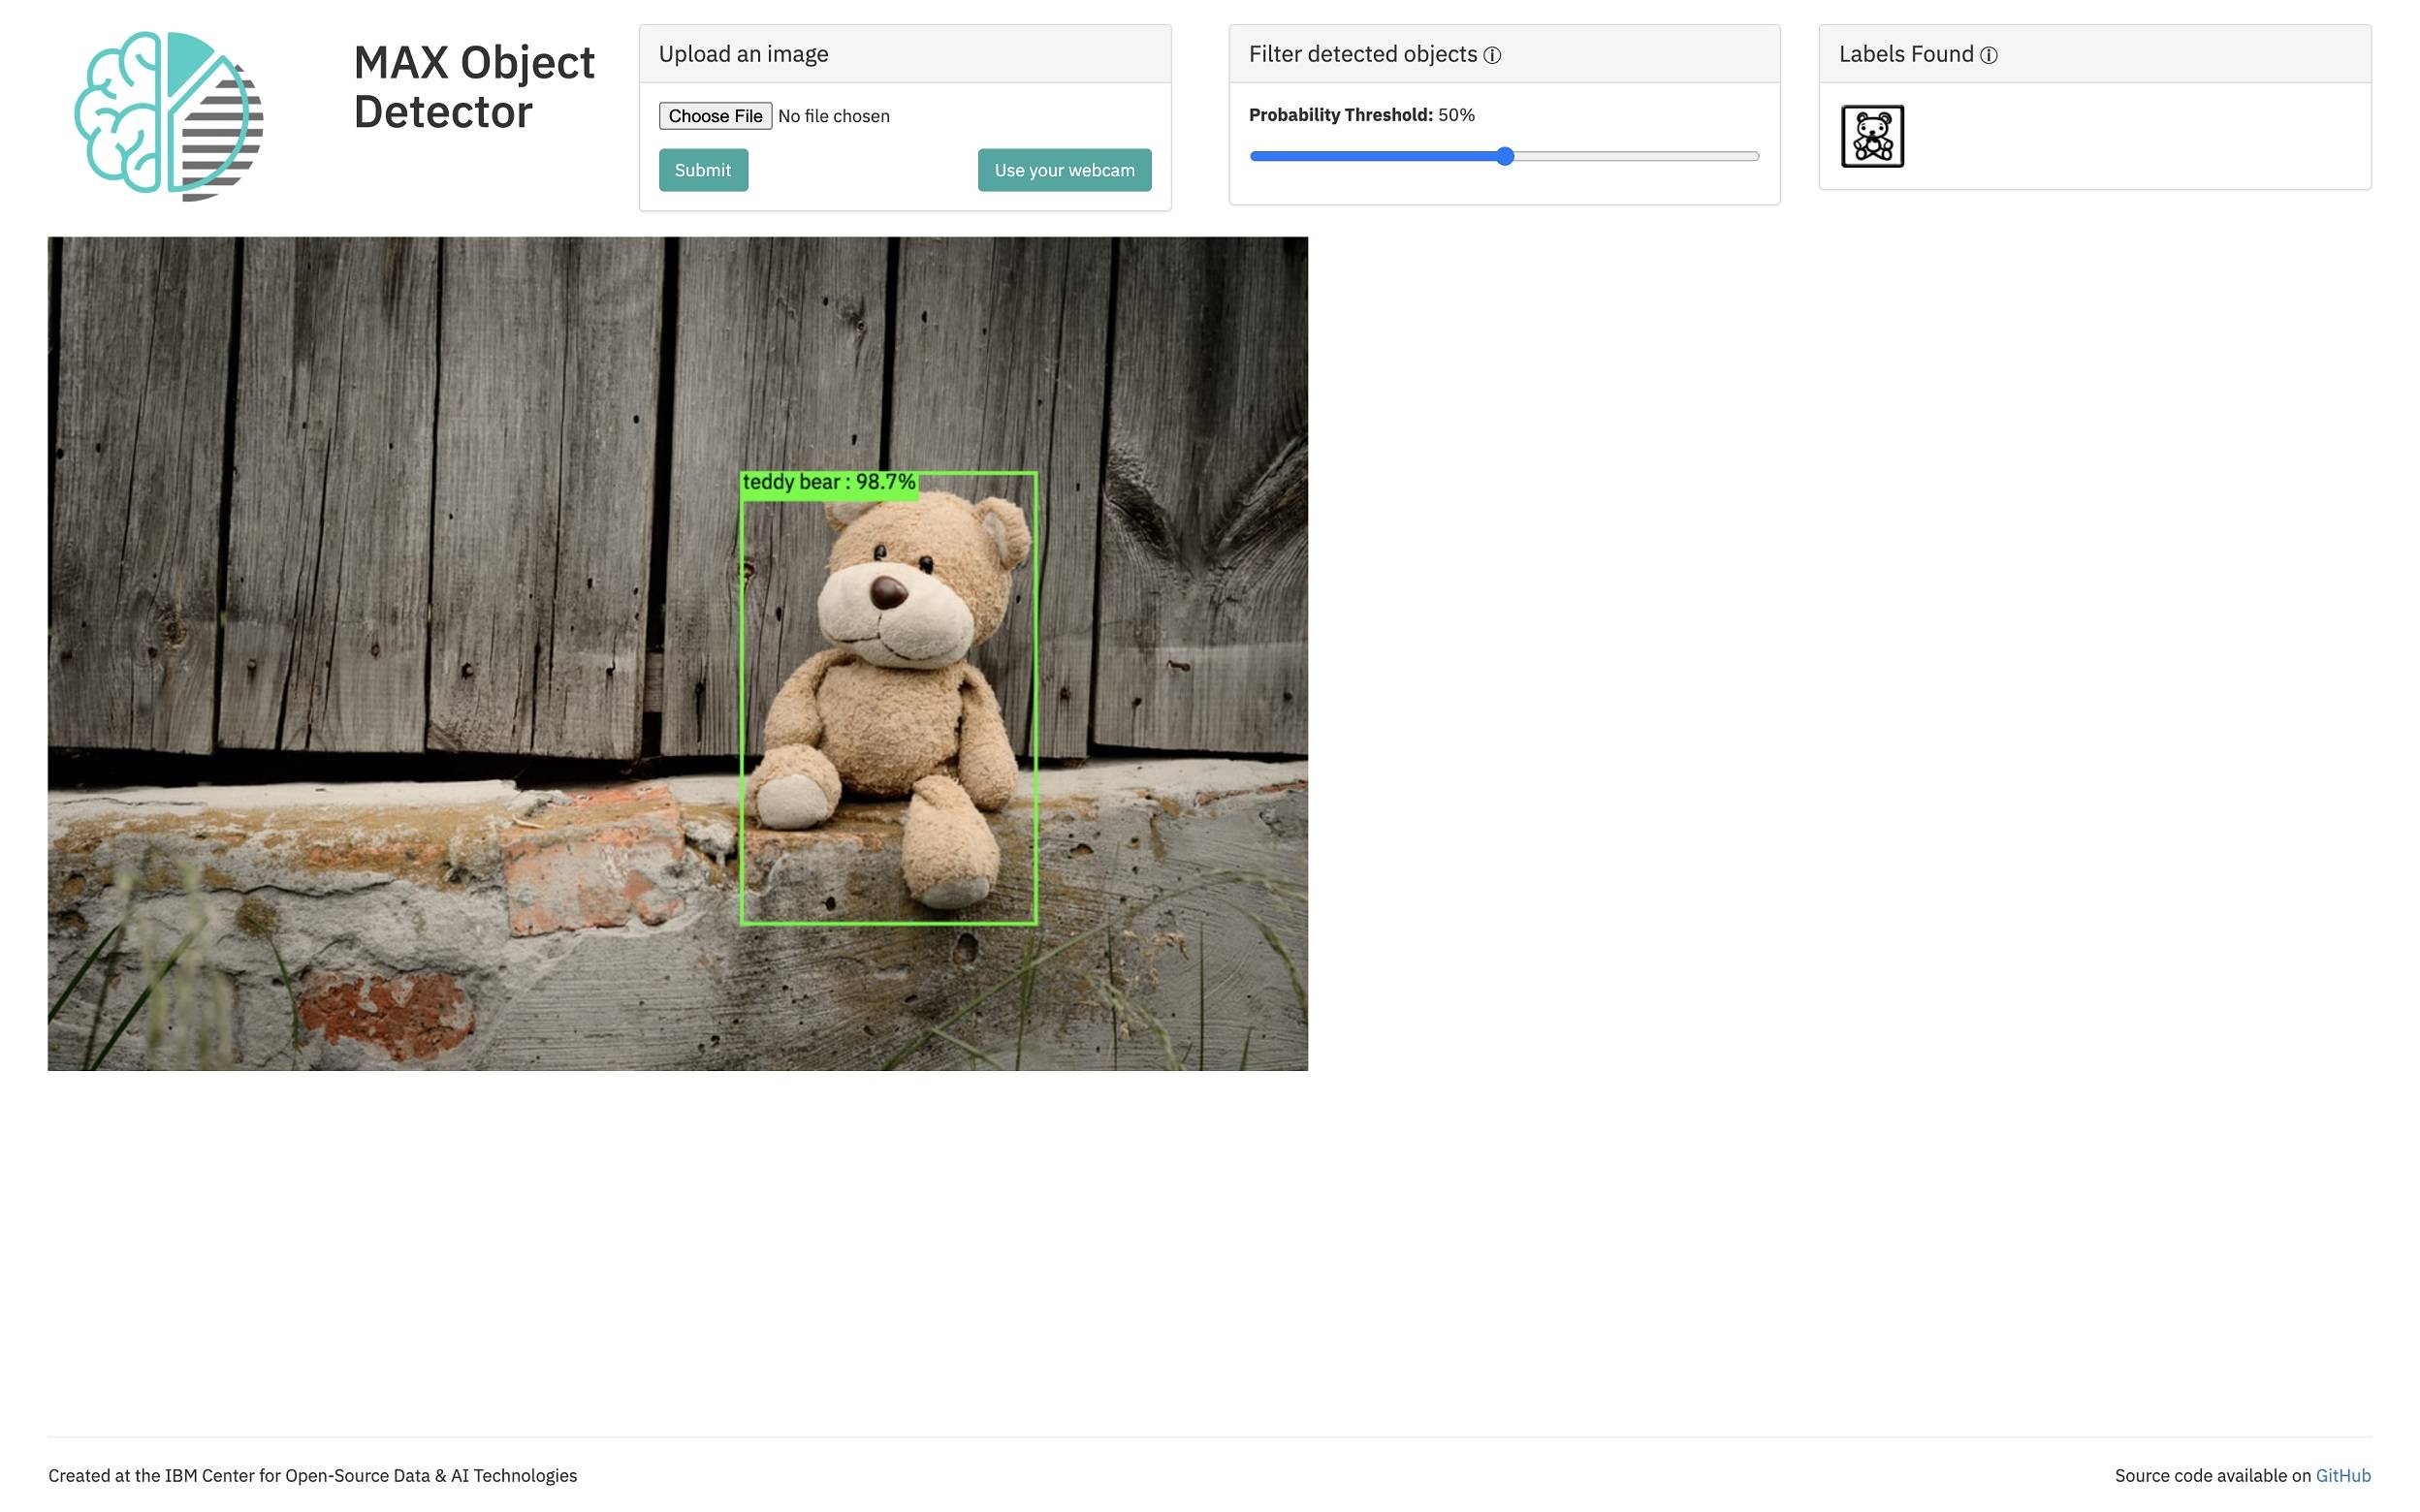 MAX Object
Detector
Upload an image
Choose File No file chosen
Submit
Use your webcam
Filter detected objects ⓘ
Probability Threshold: 50%
Labels Found ⓘ
teddy bear : 98.7%
Created at the IBM Center for Open-Source Data & AI Technologies
Source code available on GitHub